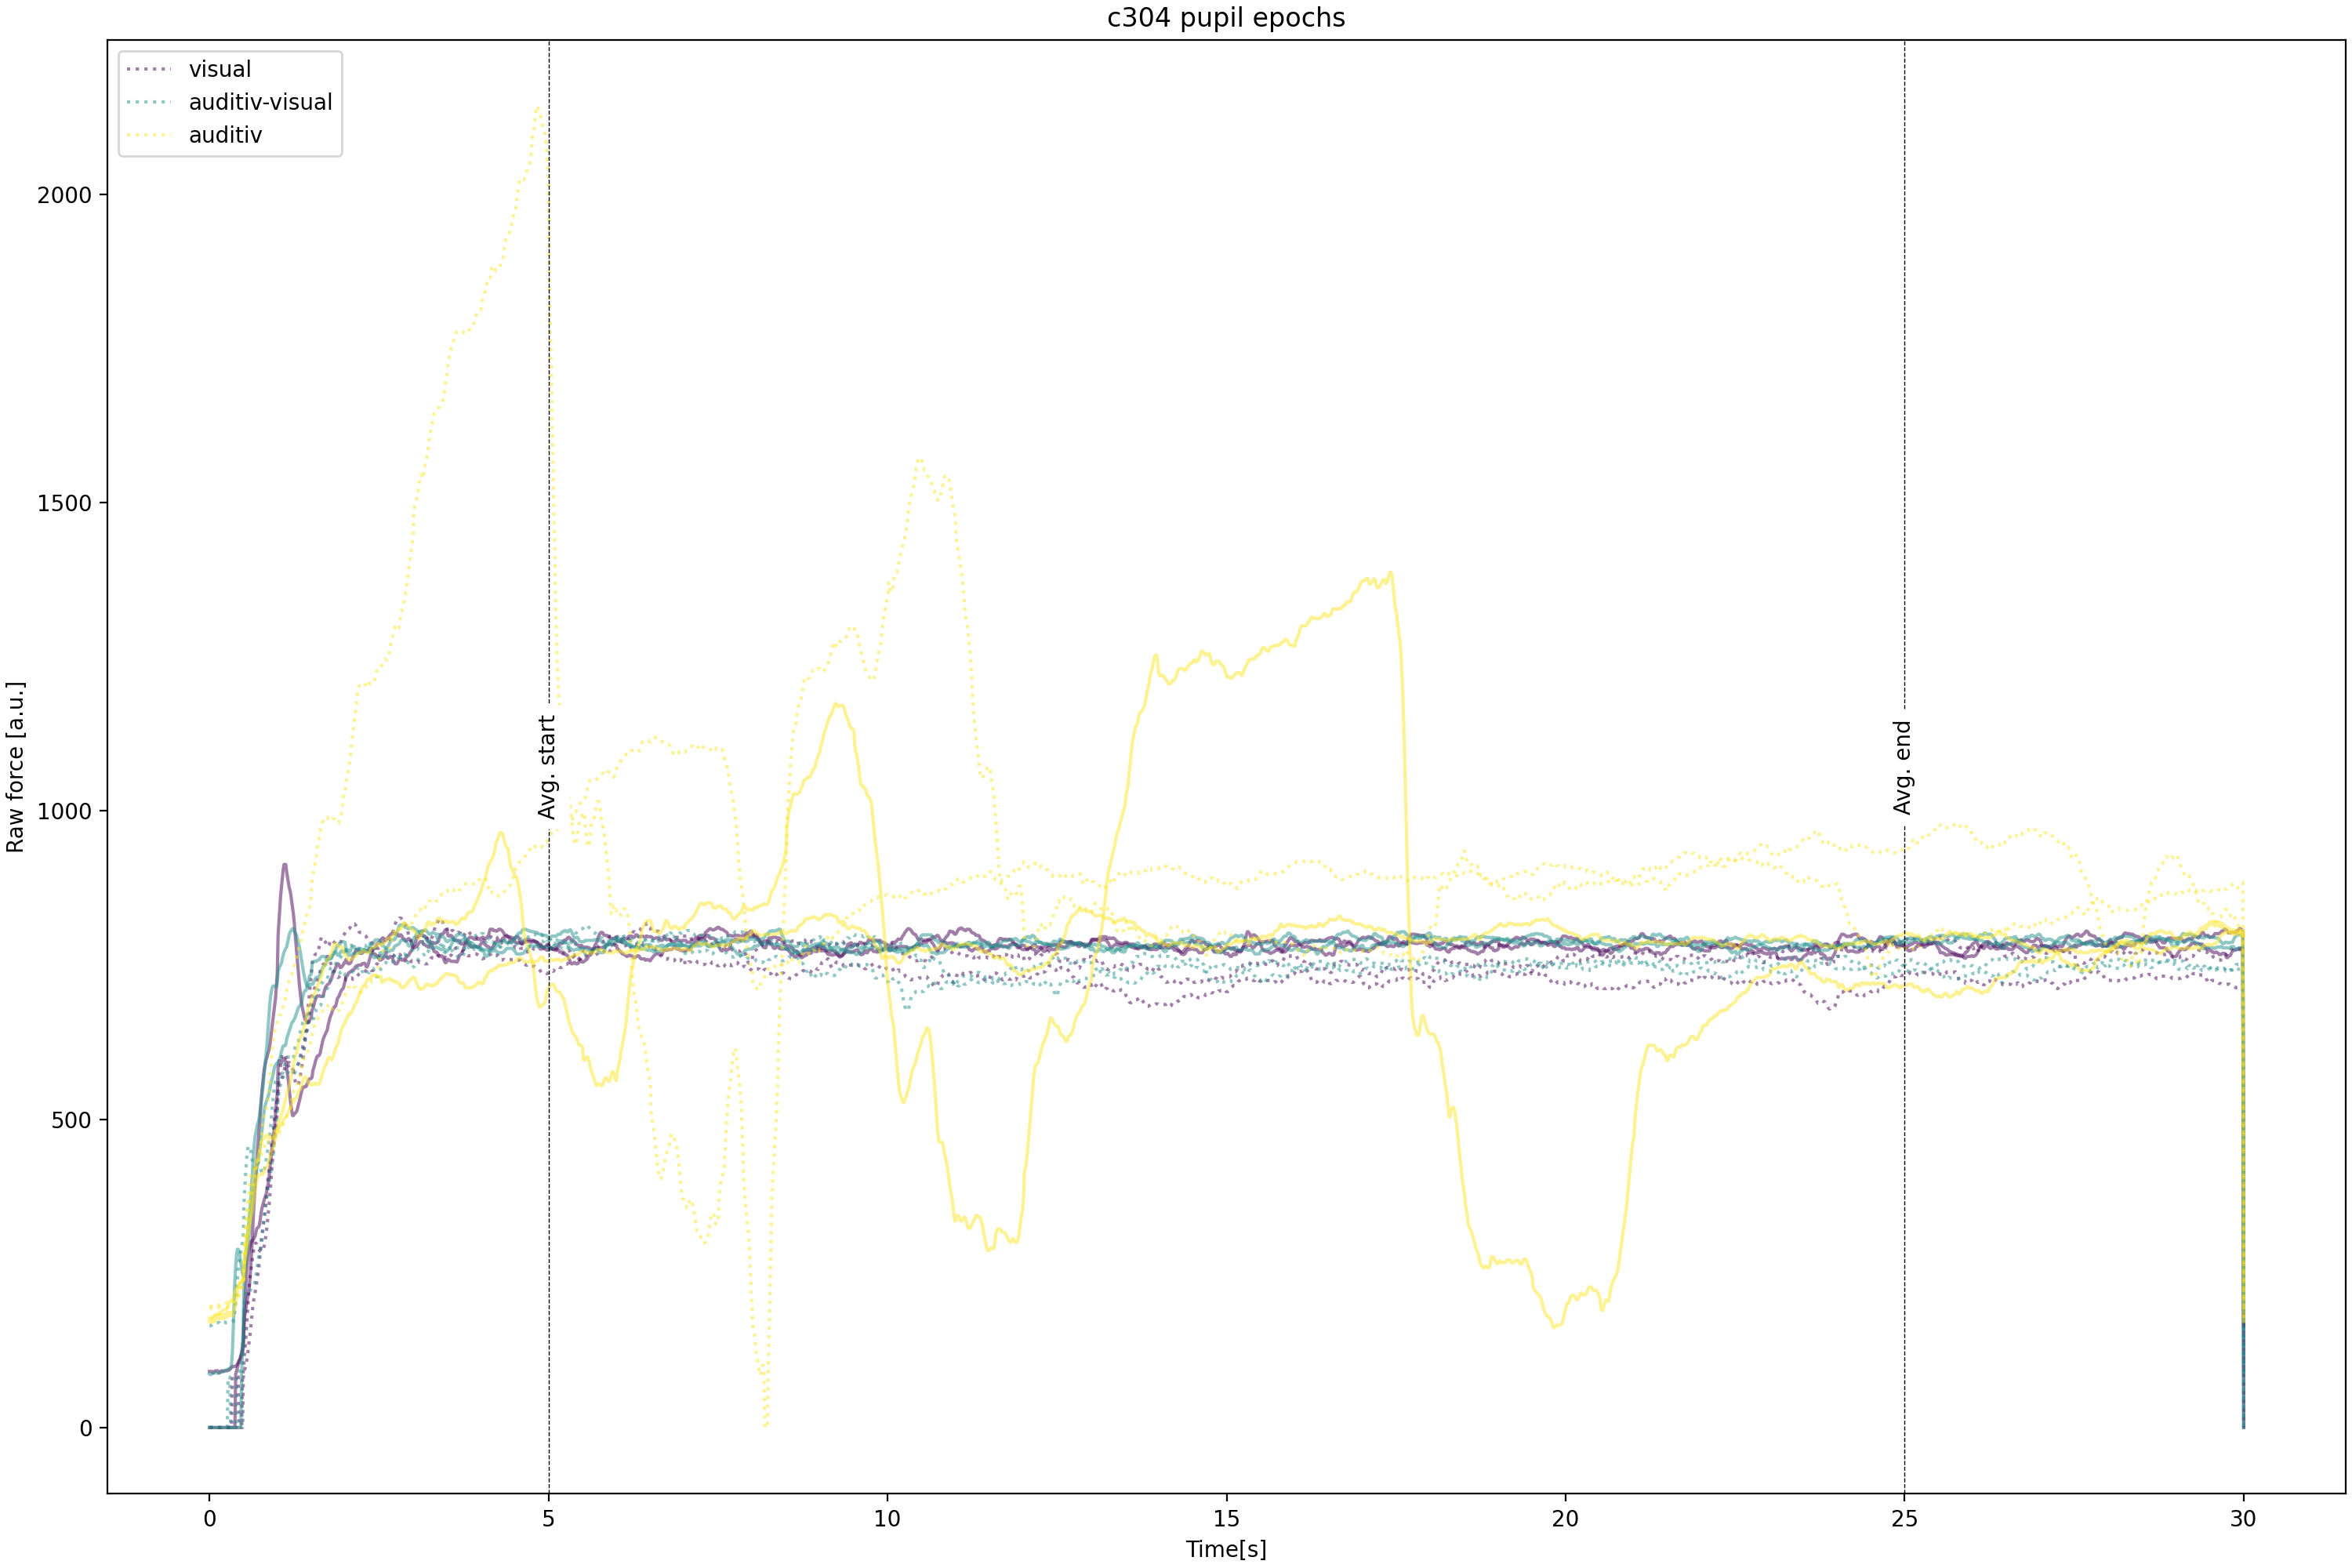 c304 pupil epochs
visual
auditiv-visual
auditiv
Raw force [a.u.]
2000
1500
1000
500
0
Avg. start
Avg. end
0 5 10 15 20 25 30
Time[s]